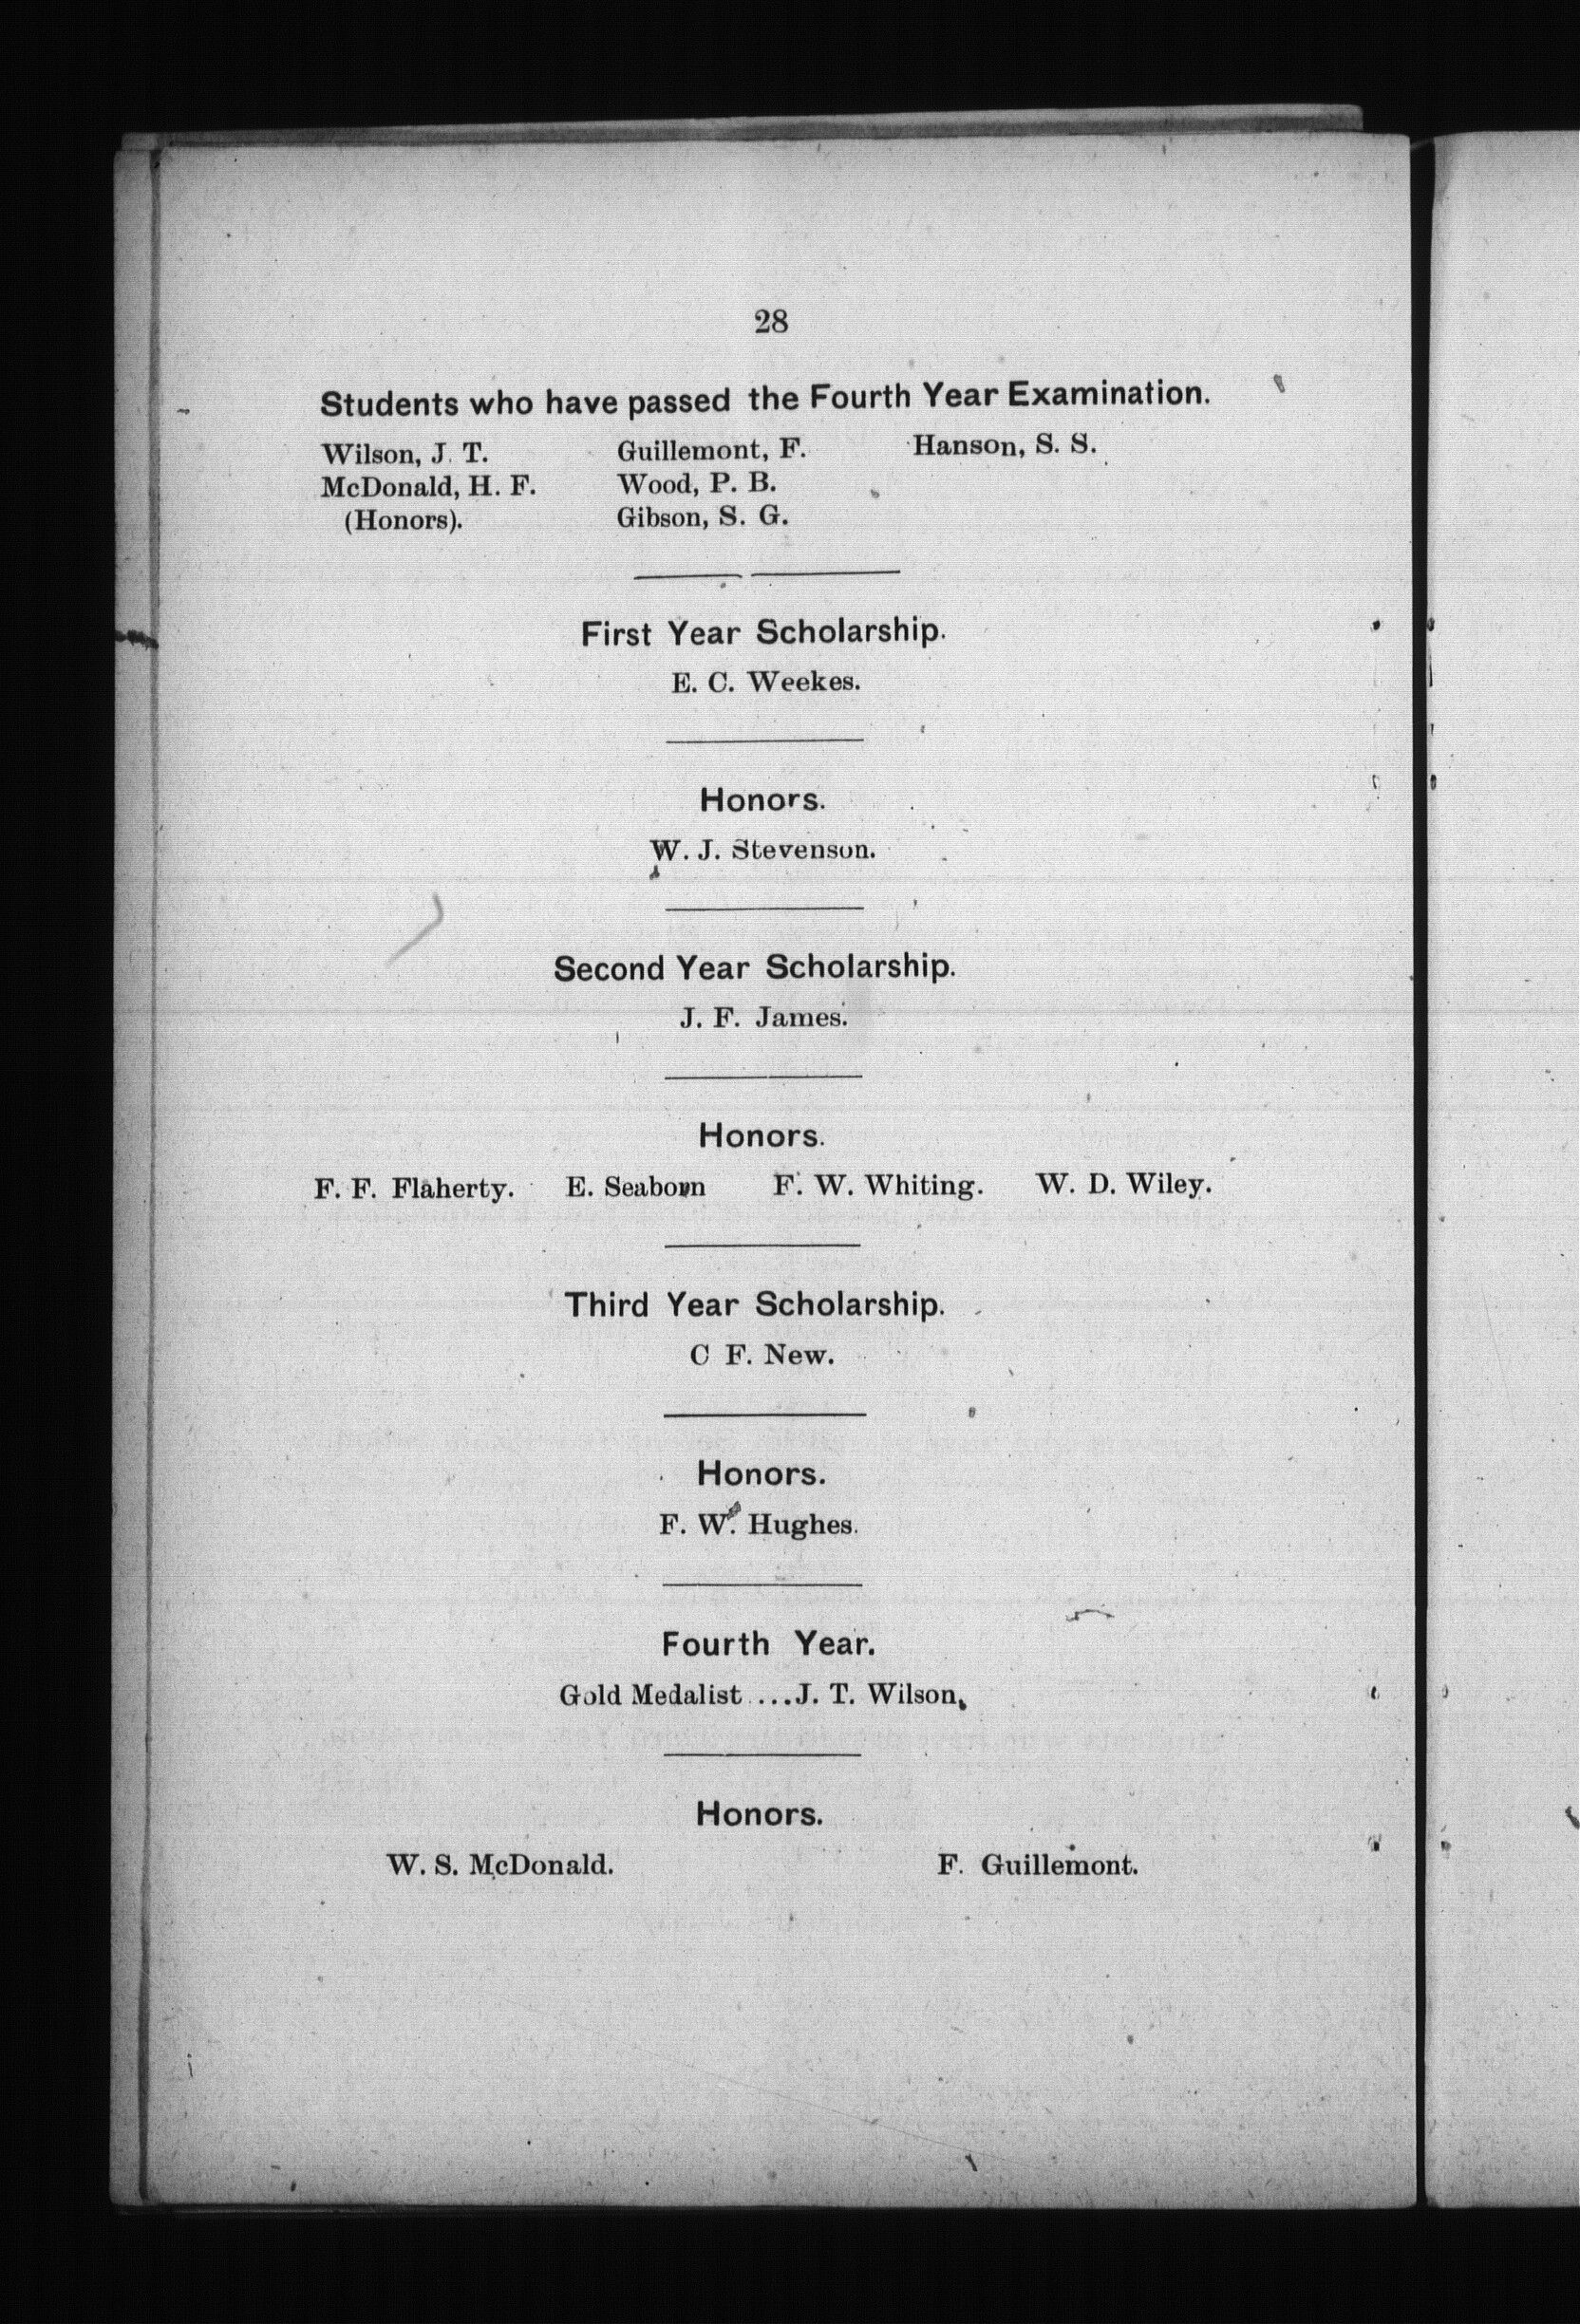 28
Students who have passed the Fourth Year Examination.
Wilson, J. T. Guillemont, F. Hanson, S. S.
McDonald, H. F. Wood, P. B.
(Honors). Gibson, S. G.
First Year Scholarship.
E. C. Weekes.
Honors.
W. J. Stevenson.
Second Year Scholarship.
J. F. James.
Honors.
F. F. Flaherty. E. Seaborn F. W. Whiting. W. D. Wiley.
Third Year Scholarship.
C F. New.
Honors.
F. W. Hughes.
Fourth Year.
Gold Medalist ....J. T. Wilson.
Honors.
W. S. McDonald. F. Guillemont.